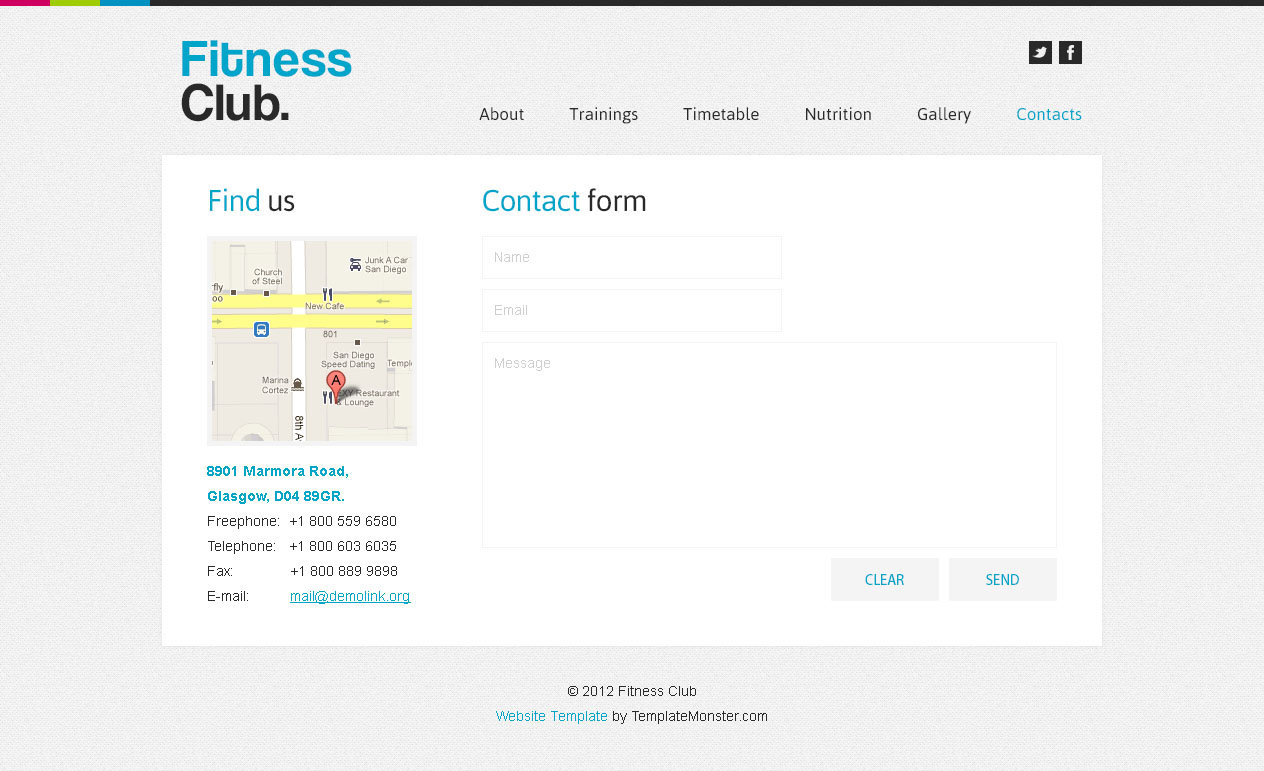 Fitness
Club.
About Trainings Timetable Nutrition Gallery Contacts
Find us
Junk A Car
San Diego
Church
of Steel
rfly
oo
New Cafe
801
San Diego
Speed Dating
Templ
Marina
Cortez
A
Restaurant
& Lounge
8th A
8901 Marmora Road,
Glasgow, D04 89GR.
Freephone: +1 800 559 6580
Telephone: +1 800 603 6035
Fax: +1 800 889 9898
E-mail: mail@demolink.org
Contact form
Name
Email
Message
CLEAR SEND
© 2012 Fitness Club
Website Template by TemplateMonster.com